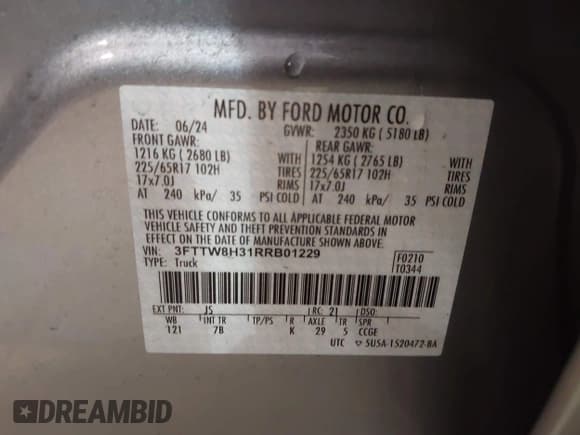 MFD. BY FORD MOTOR CO.
DATE: 06/24 GVWR: 2350 KG ( 5180 LB)
FRONT GAWR: REAR GAWR:
1216 KG ( 2680 LB) WITH 1254 KG ( 2765 LB) WITH
225/65R17 102H TIRES 225/65R17 102H TIRES
17x7.0J RIMS 17x7.0J RIMS
AT 240 kPa/ 35 PSI COLD AT 240 kPa/ 35 PSI COLD
THIS VEHICLE CONFORMS TO ALL APPLICABLE FEDERAL MOTOR
VEHICLE SAFETY AND THEFT PREVENTION STANDARDS IN
EFFECT ON THE DATE OF MANUFACTURE SHOWN ABOVE.
VIN: 3FTTW8H31RRB01229 F0210
TYPE: Truck T0344
EXT PNT: JS RC: 21 DSO:
WB INT TR TP/PS R AXLE TR SPR
121 7B K 29 5 CCGE
UTC 5U5A-1520472-BA
DREAMBID